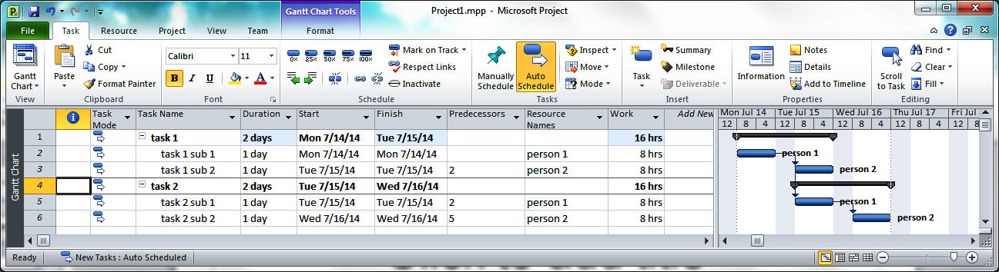 Gantt Chart Tools
Project1.mpp - Microsoft Project
File Task Resource Project View Team Format
Gantt Chart
View
Paste
Cut
Copy
Format Painter
Clipboard
Calibri 11
B I U A
Font
0% 25% 50% 75% 100%
Mark on Track
Respect Links
Inactivate
Schedule
Manually Schedule
Auto Schedule
Inspect
Move
Mode
Tasks
Task
Summary
Milestone
Deliverable
Insert
Information
Notes
Details
Add to Timeline
Properties
Scroll to Task
Find
Clear
Fill
Editing
Gantt Chart
Task Mode Task Name Duration Start Finish Predecessors Resource Names Work Add New
1 task 1 2 days Mon 7/14/14 Tue 7/15/14 16 hrs
2 task 1 sub 1 1 day Mon 7/14/14 Mon 7/14/14 person 1 8 hrs
3 task 1 sub 2 1 day Tue 7/15/14 Tue 7/15/14 2 person 2 8 hrs
4 task 2 2 days Tue 7/15/14 Wed 7/16/14 16 hrs
5 task 2 sub 1 1 day Tue 7/15/14 Tue 7/15/14 2 person 1 8 hrs
6 task 2 sub 2 1 day Wed 7/16/14 Wed 7/16/14 5 person 2 8 hrs
Mon Jul 14 Tue Jul 15 Wed Jul 16 Thu Jul 17 Fri Jul
12 8 4 12 8 4 12 8 4 12 8 4 12 8
person 1
person 2
person 1
person 2
Ready New Tasks : Auto Scheduled